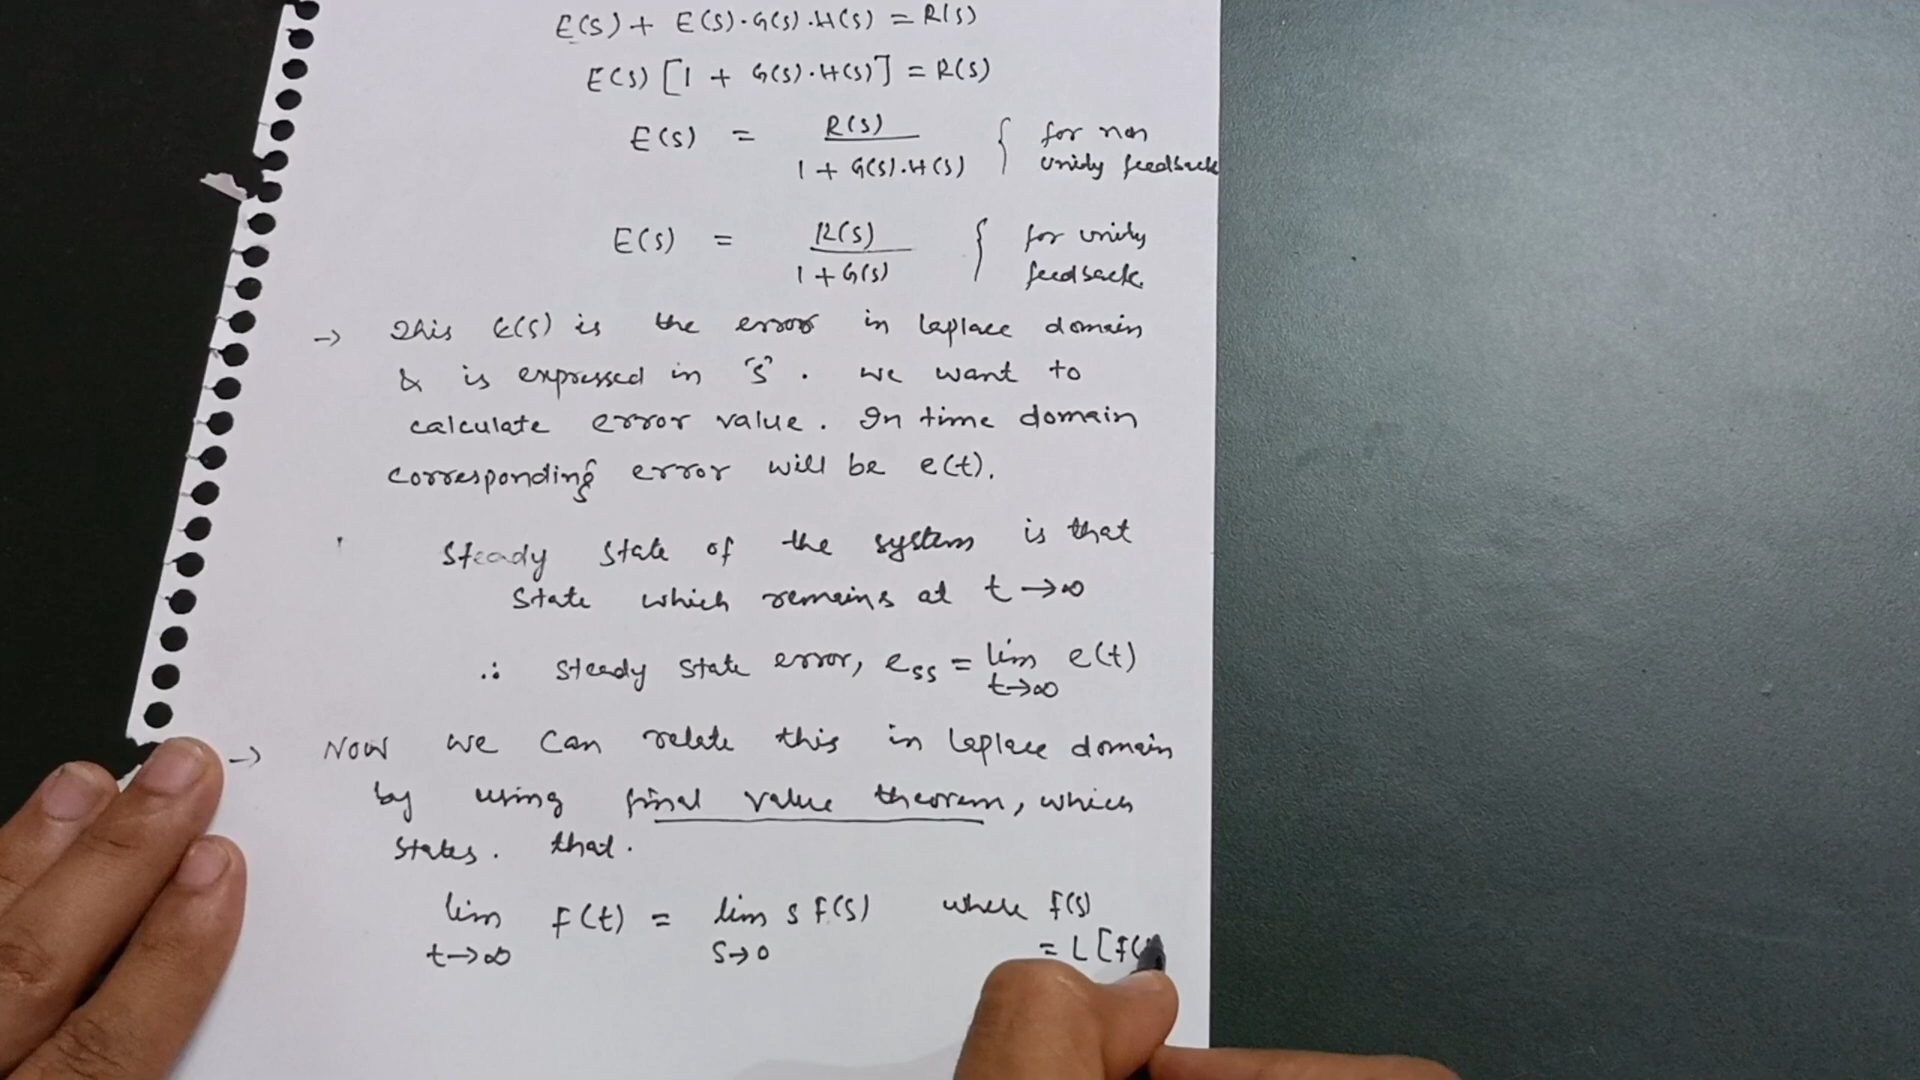 E(s) + E(s)·G(s)·H(s) = R(s)
E(s) [1 + G(s)·H(s)] = R(s)
E(s) = R(s) / 1 + G(s).H(s) { for non unity feedback
E(s) = R(s) / 1 + G(s) { for unity feedback
→ This E(s) is the error in laplace domain
& is expressed in 's'. we want to
calculate error value. In time domain
corresponding error will be e(t).
Steady state of the system is that
state which remains at t→∞
∴ steady state error, ess = lim t→∞ e(t)
→ Now we can relate this in laplace domain
by using final value theorem, which
states. that.
lim t→∞ F(t) = lim s→0 s F(s) where F(s)
= L [F(